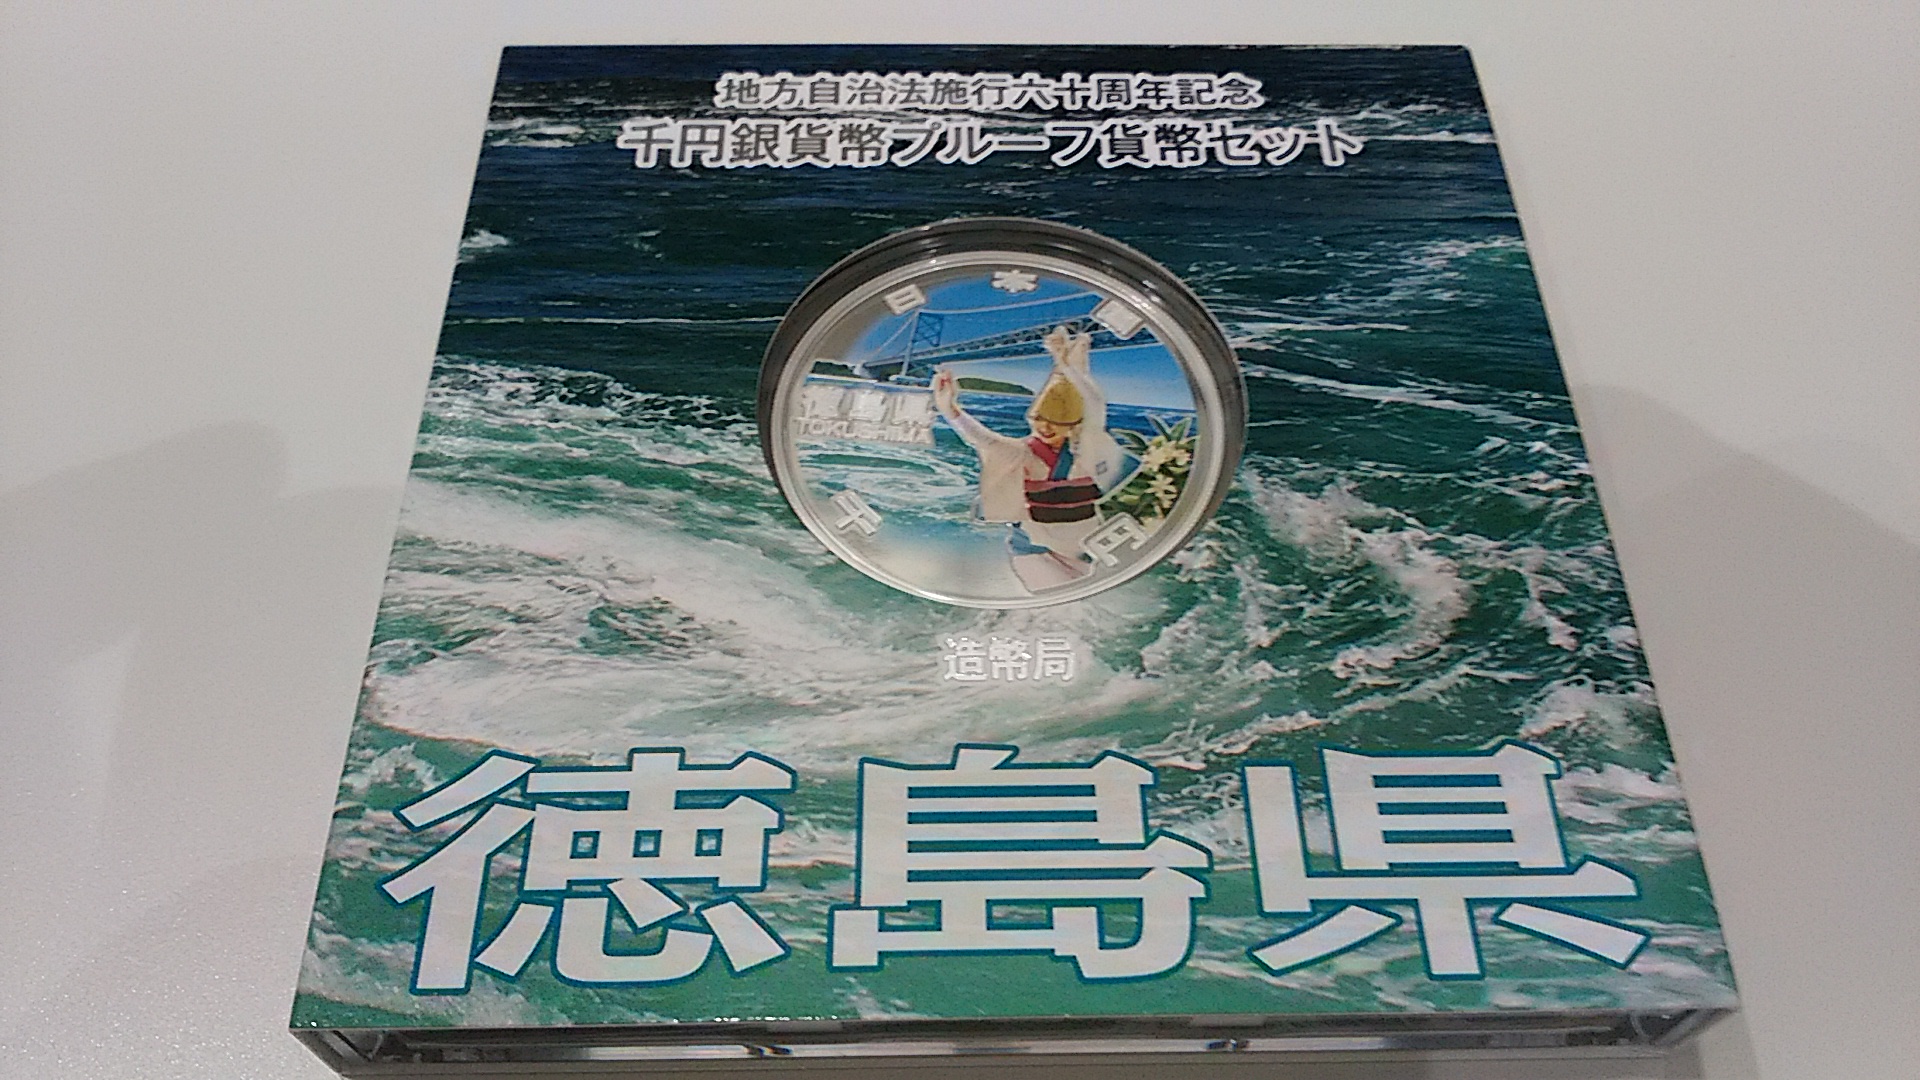 地方自治法施行六十周年記念
千円銀貨幣プルーフ貨幣セット
日本国
徳島県
TOKUSHIMA
千円
造幣局
徳島県